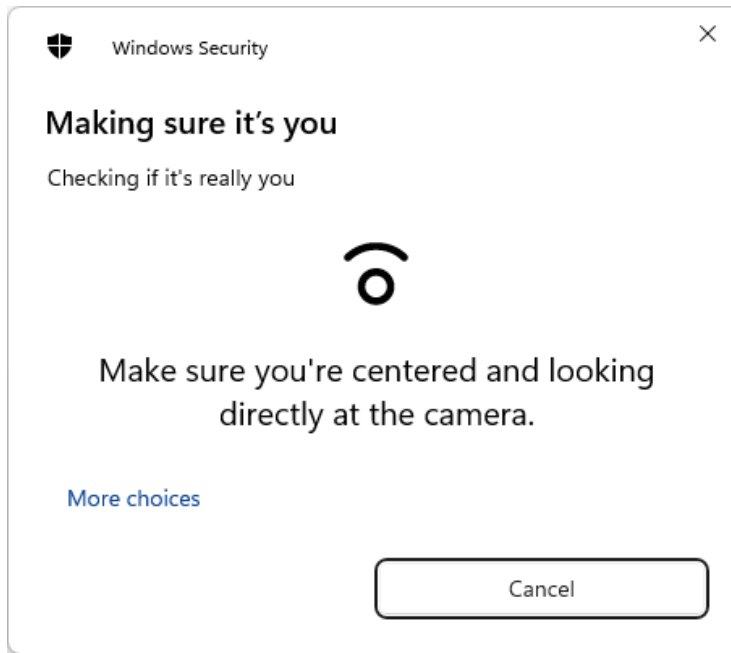 Windows Security
Making sure it's you
Checking if it's really you
Make sure you're centered and looking
directly at the camera.
More choices
Cancel